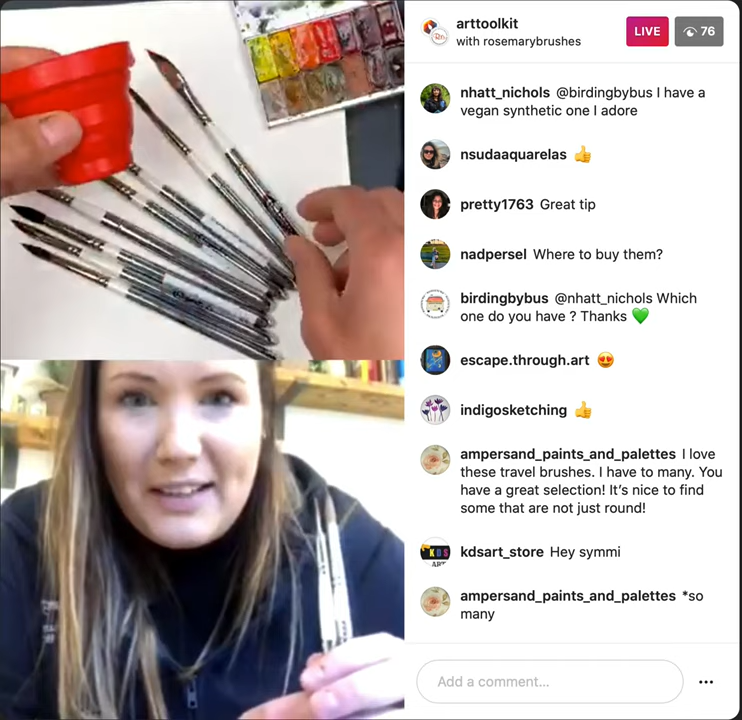 arttoolkit
with rosemarybrushes
LIVE
76
nhatt_nichols @birdingbybus I have a
vegan synthetic one I adore
nsudaaquarelas 👍
pretty1763 Great tip
nadpersel Where to buy them?
birdingbybus @nhatt_nichols Which
one do you have ? Thanks 💚
escape.through.art 😍
indigosketching 👍
ampersand_paints_and_palettes I love
these travel brushes. I have to many. You
have a great selection! It’s nice to find
some that are not just round!
KDS
ART
kdsart_store Hey symmi
ampersand_paints_and_palettes *so
many
Add a comment...